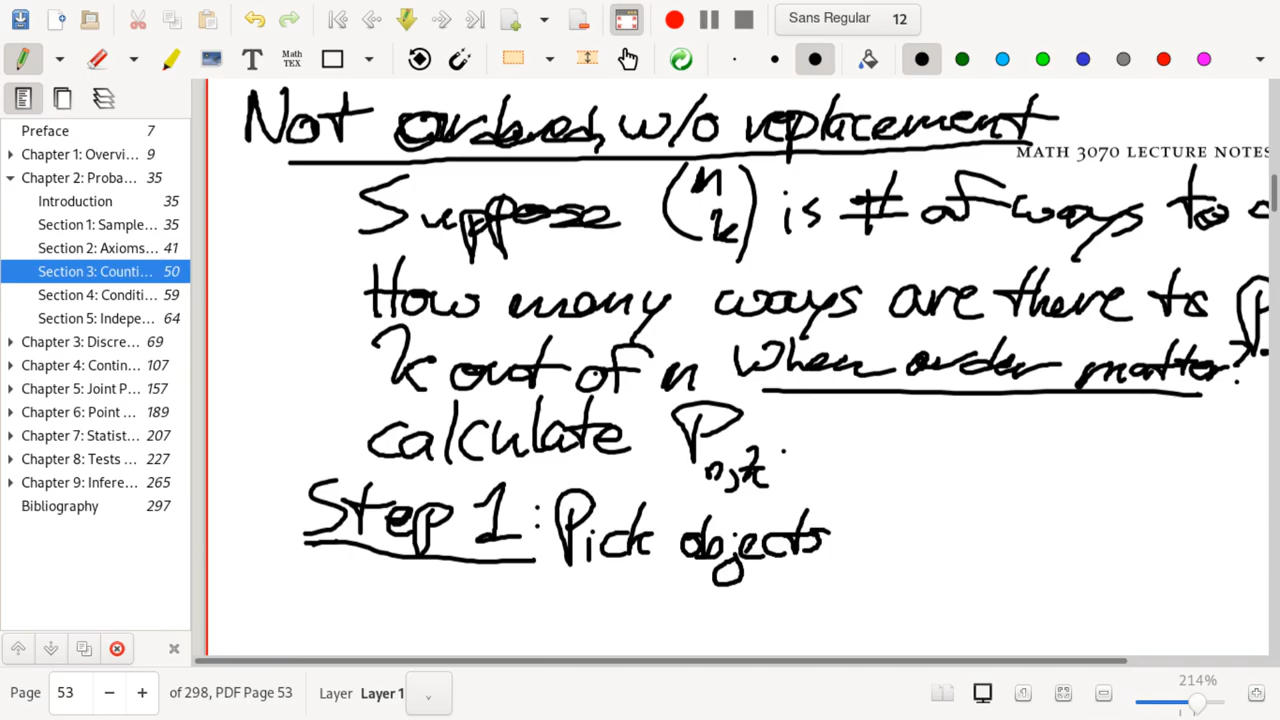 Sans Regular 12
T
Math TEX
Preface 7
Chapter 1: Overvi... 9
Chapter 2: Proba... 35
Introduction 35
Section 1: Sample... 35
Section 2: Axioms... 41
Section 3: Counti... 50
Section 4: Conditi... 59
Section 5: Indepe... 64
Chapter 3: Discre... 69
Chapter 4: Contin... 107
Chapter 5: Joint P... 157
Chapter 6: Point ... 189
Chapter 7: Statist... 207
Chapter 8: Tests ... 227
Chapter 9: Infere... 265
Bibliography 297
Not ordered, w/o replacement
MATH 3070 LECTURE NOTES
Suppose (n k) is # of ways to
How many ways are there to p
k out of n when order matter?
calculate P n,k.
Step 1: Pick objects
Page 53 of 298, PDF Page 53 Layer Layer 1
214%